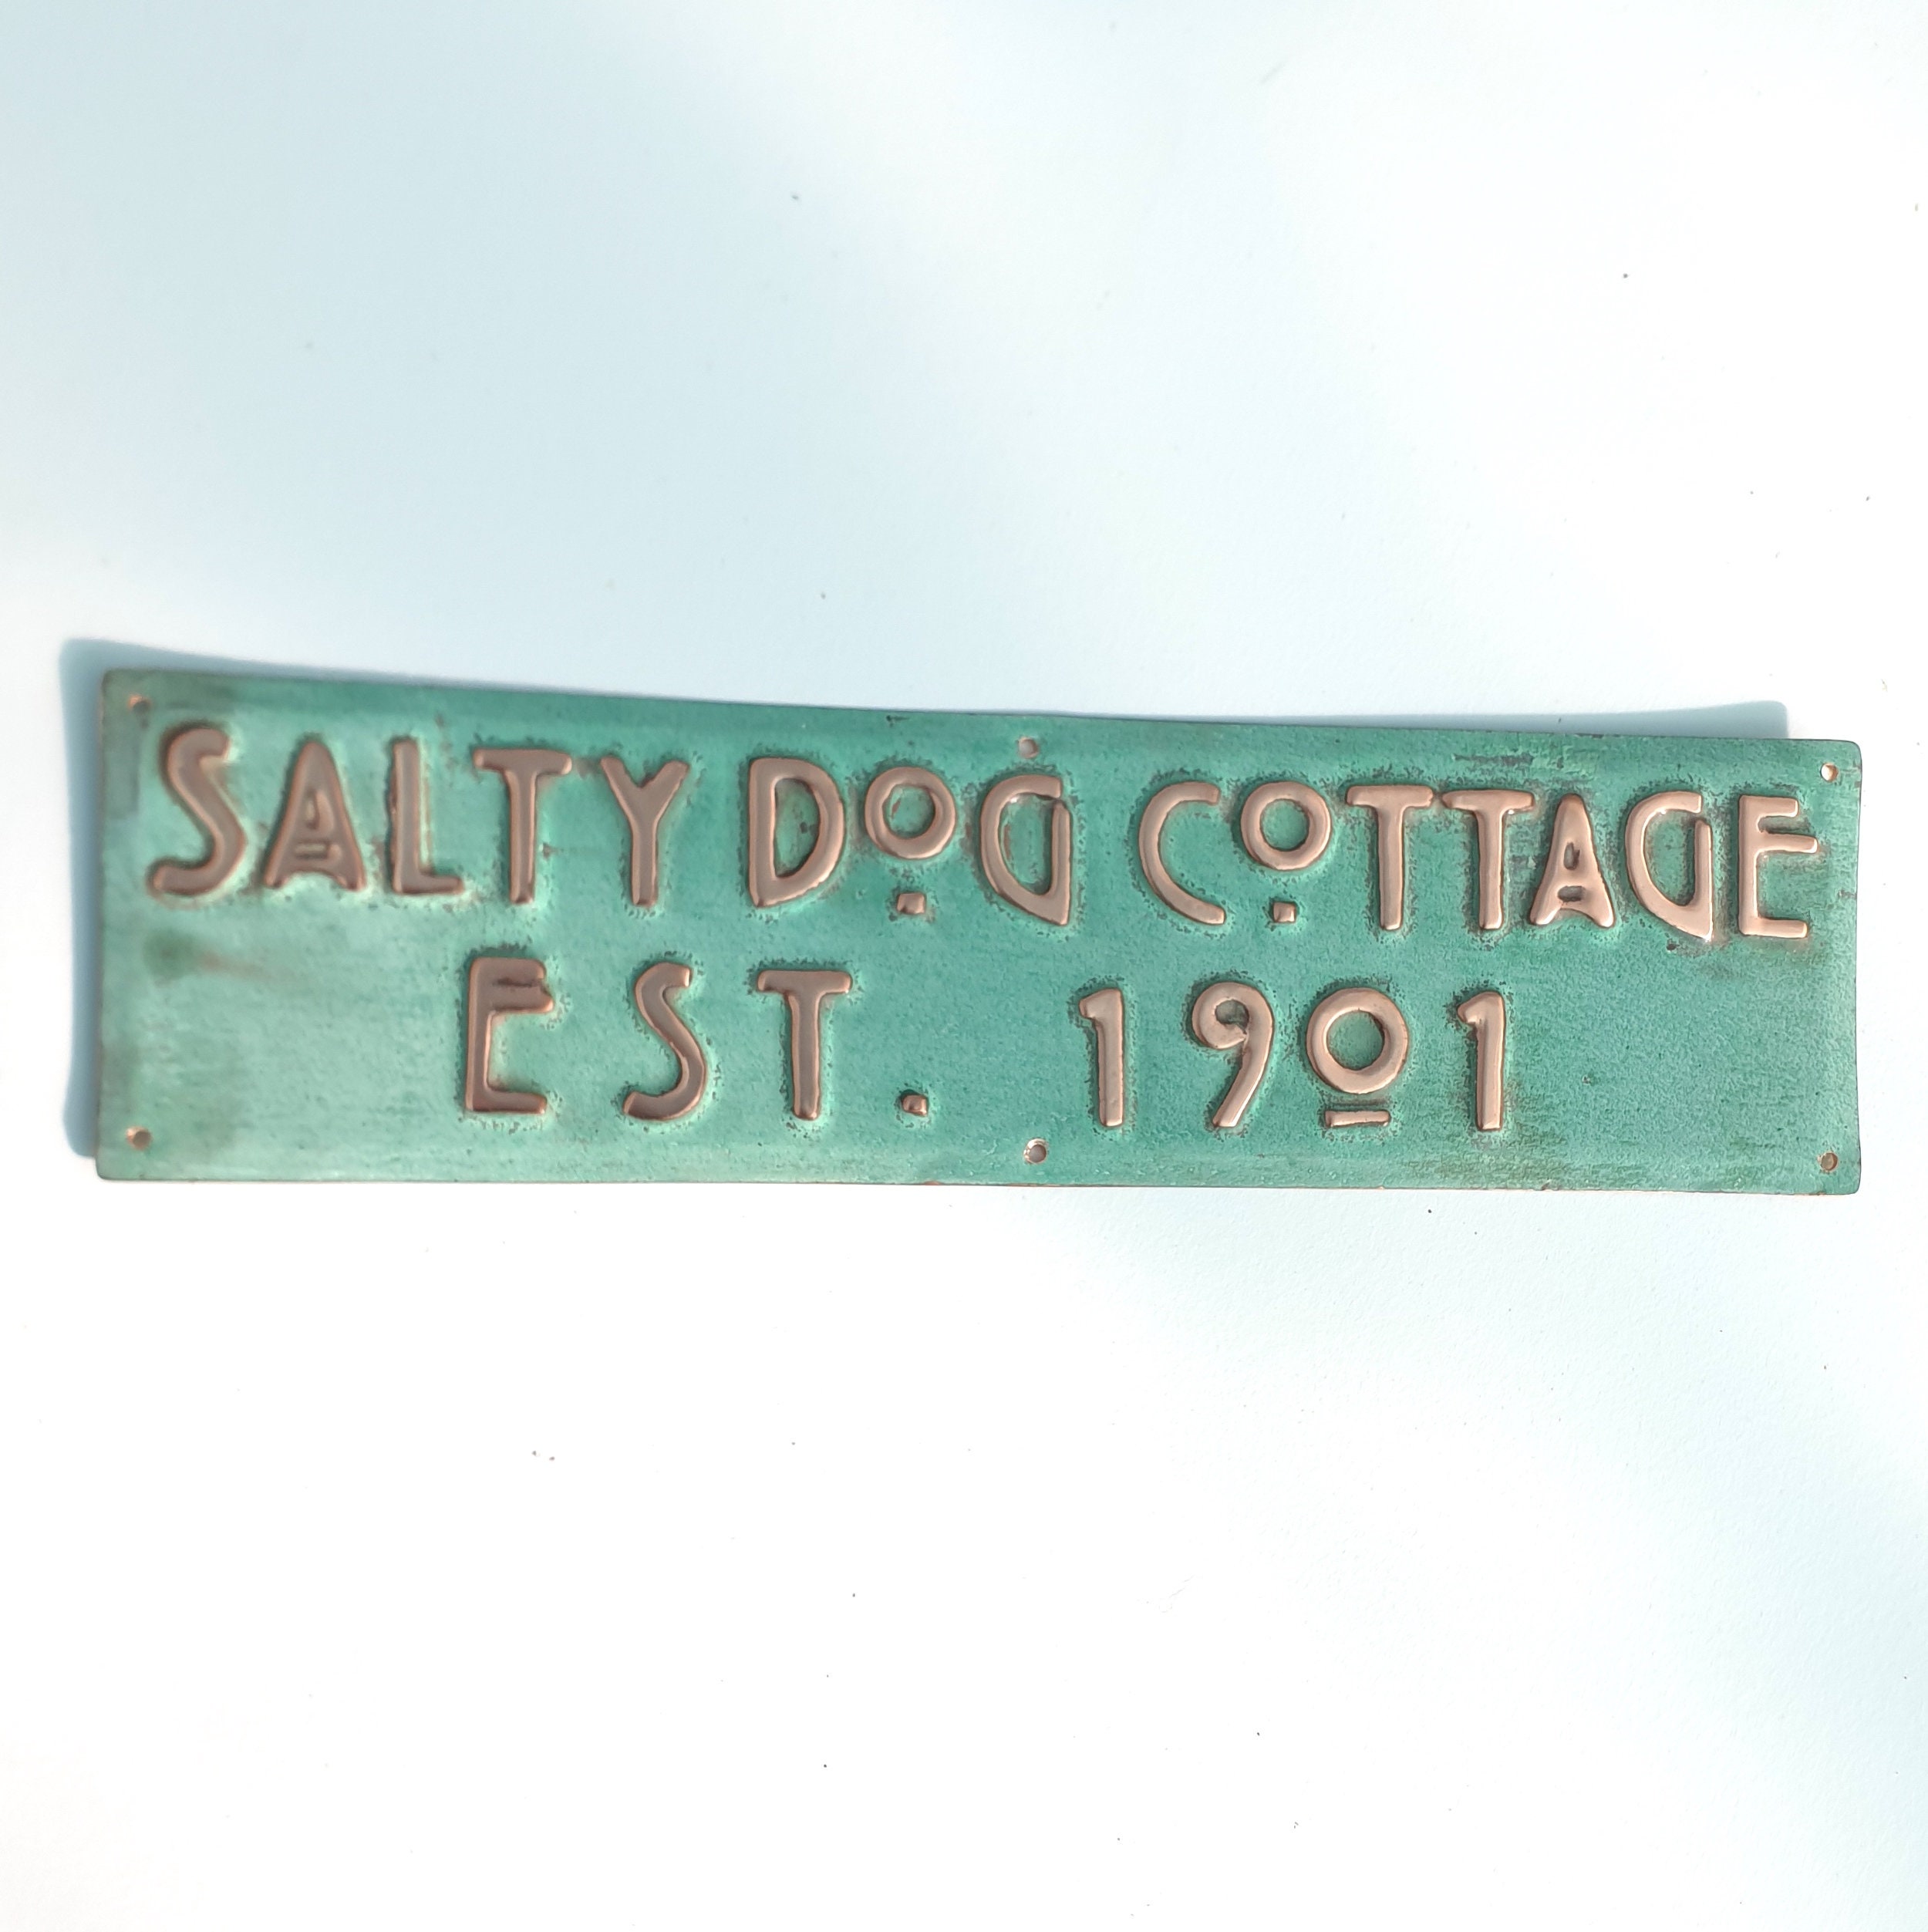 SALTY DOG COTTAGE
EST. 1901